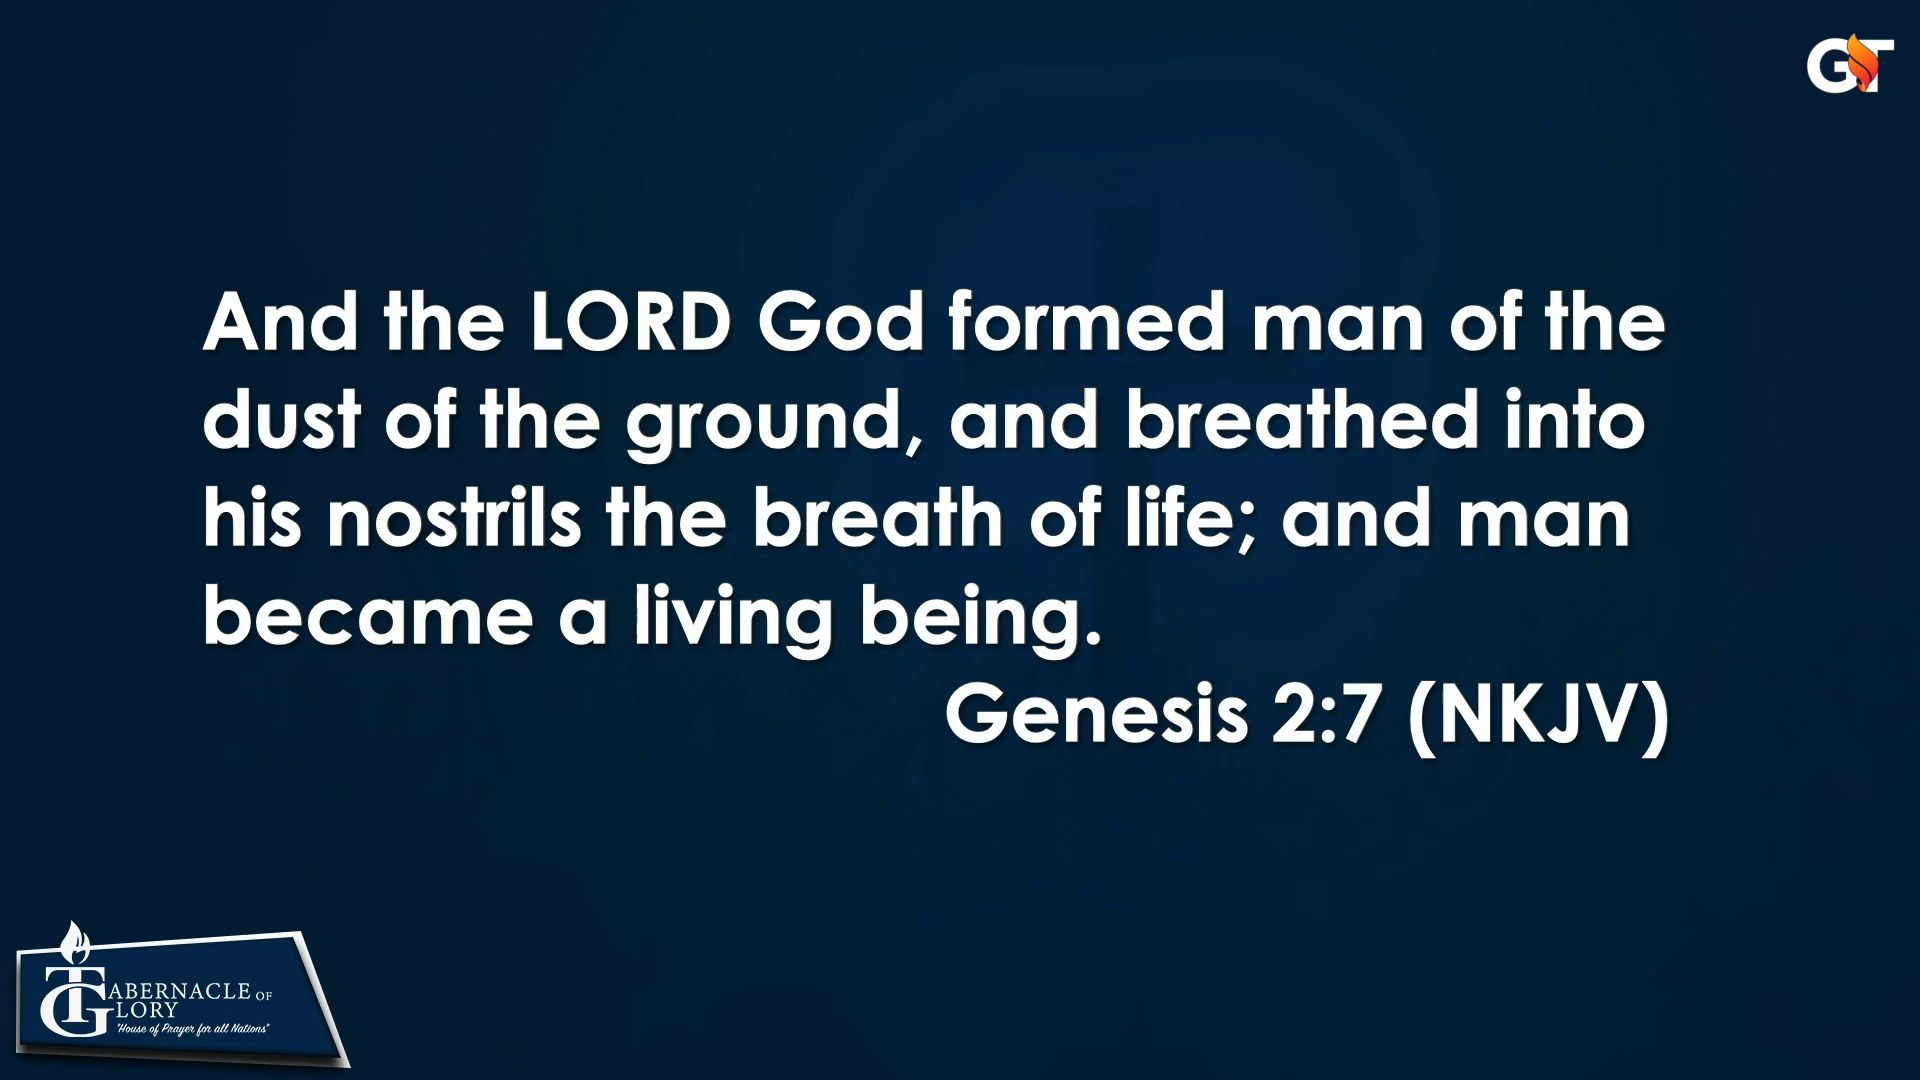 GT
And the LORD God formed man of the
dust of the ground, and breathed into
his nostrils the breath of life; and man
became a living being.
Genesis 2:7 (NKJV)
TABERNACLE OF
GLORY
"House of Prayer for all Nations"